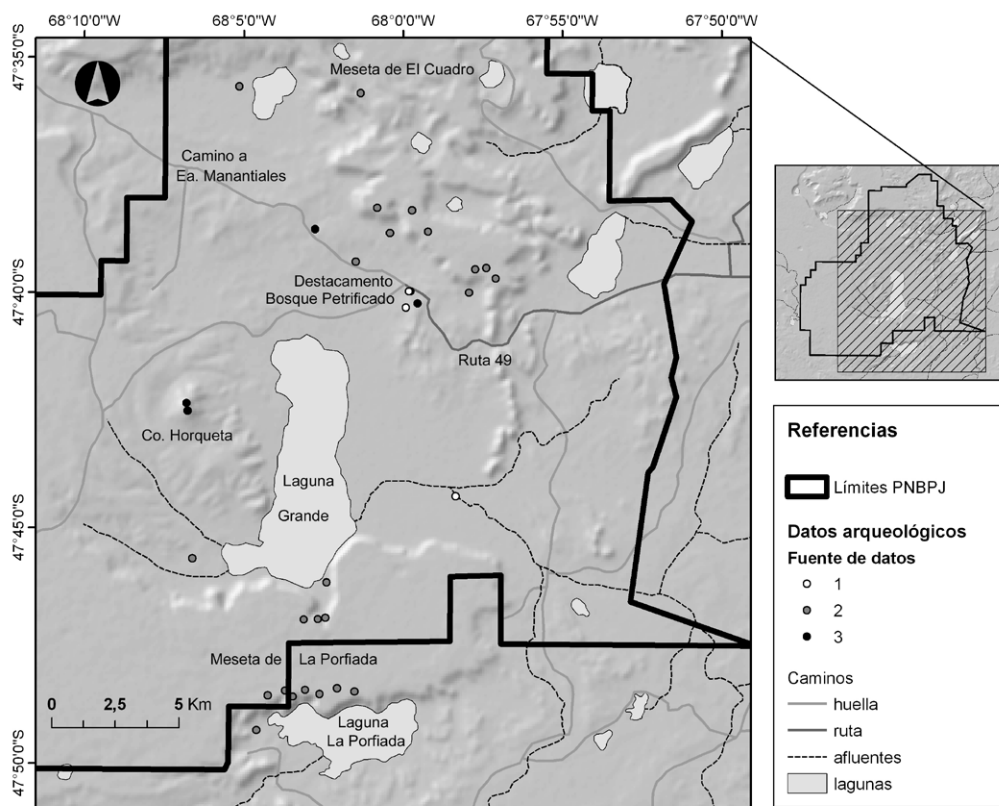 68°10'0"W 68°5'0"W 68°0'0"W 67°55'0"W 67°50'0"W
47°35'0"S
47°40'0"S
47°45'0"S
47°50'0"S
Meseta de El Cuadro
Camino a
Ea. Manantiales
Destacamento
Bosque Petrificado
Ruta 49
Co. Horqueta
Laguna
Grande
Meseta de La Porfiada
0 2,5 5 Km
Laguna
La Porfiada
Referencias
Límites PNBPJ
Datos arqueológicos
Fuente de datos
1
2
3
Caminos
huella
ruta
afluentes
lagunas